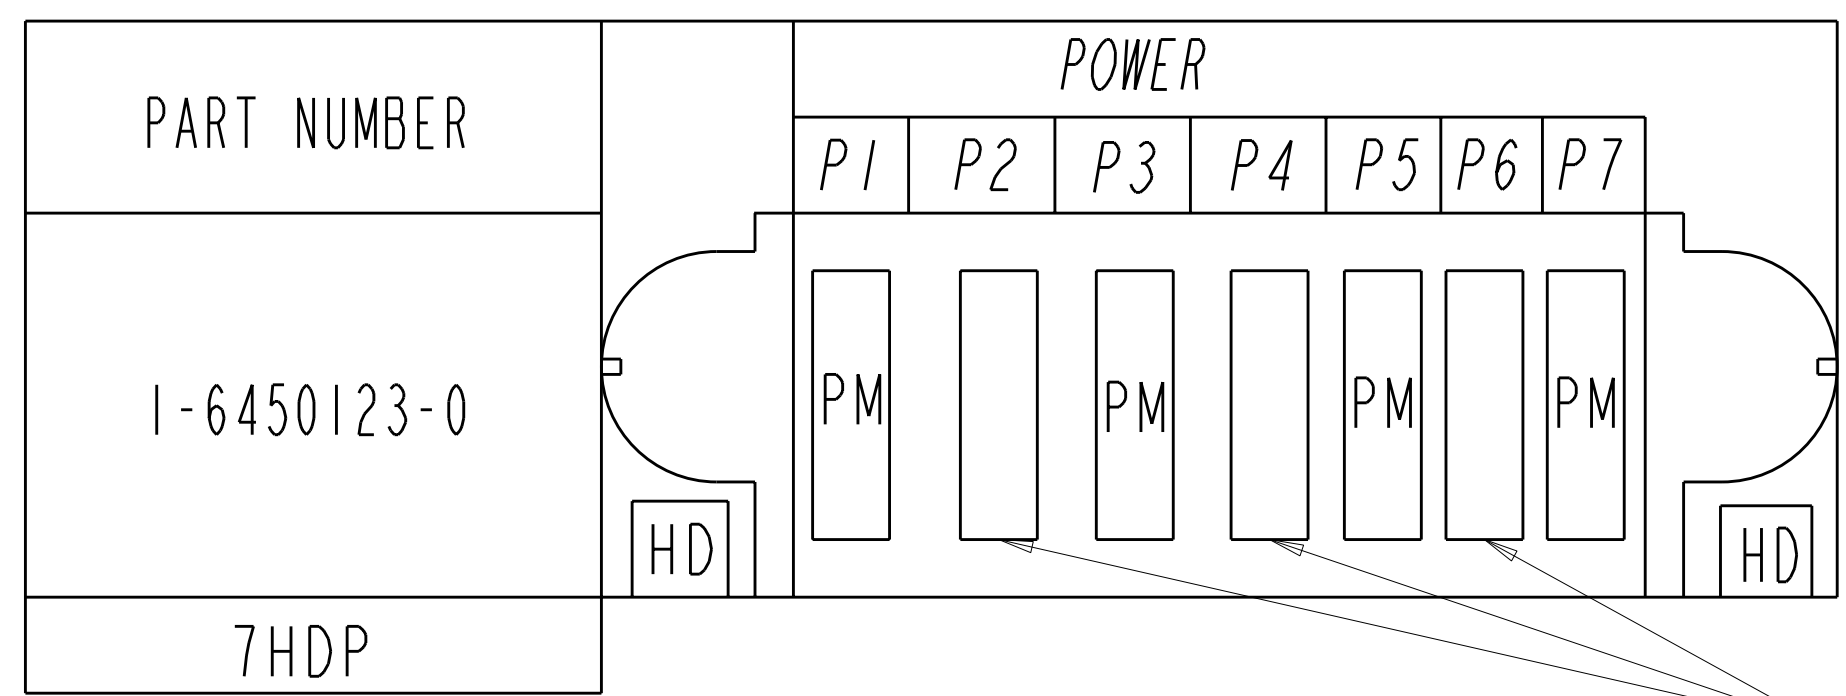 PART NUMBER
POWER
P1 P2 P3 P4 P5 P6 P7
1-6450123-0
PM PM PM PM
HD HD
7HDP